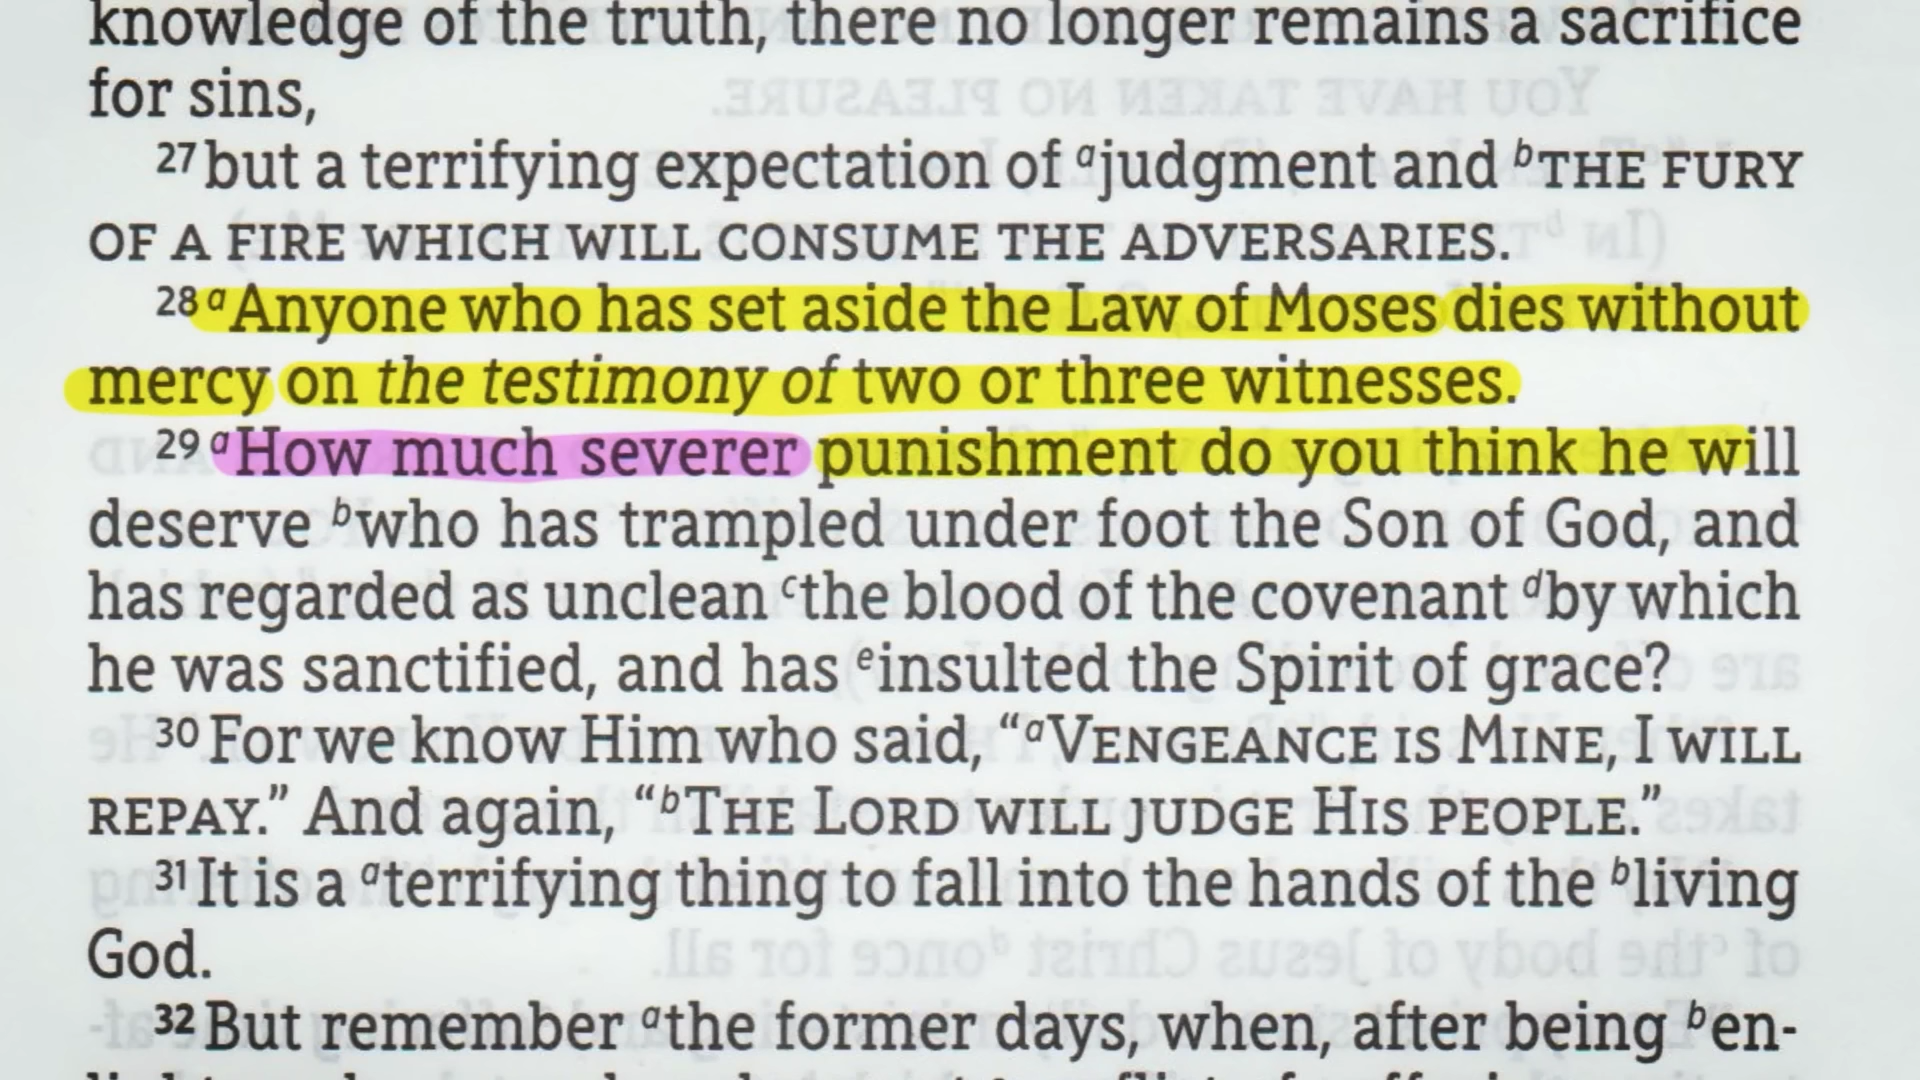 knowledge of the truth, there no longer remains a sacrifice
for sins,
27 but a terrifying expectation of ajudgment and bTHE FURY
OF A FIRE WHICH WILL CONSUME THE ADVERSARIES.
28 aAnyone who has set aside the Law of Moses dies without
mercy on the testimony of two or three witnesses.
29 aHow much severer punishment do you think he will
deserve bwho has trampled under foot the Son of God, and
has regarded as unclean cthe blood of the covenant dby which
he was sanctified, and has einsulted the Spirit of grace?
30 For we know Him who said, “aVENGEANCE IS MINE, I WILL
REPAY.” And again, “bTHE LORD WILL JUDGE HIS PEOPLE.”
31 It is a aterrifying thing to fall into the hands of the bliving
God.
32 But remember athe former days, when, after being ben-